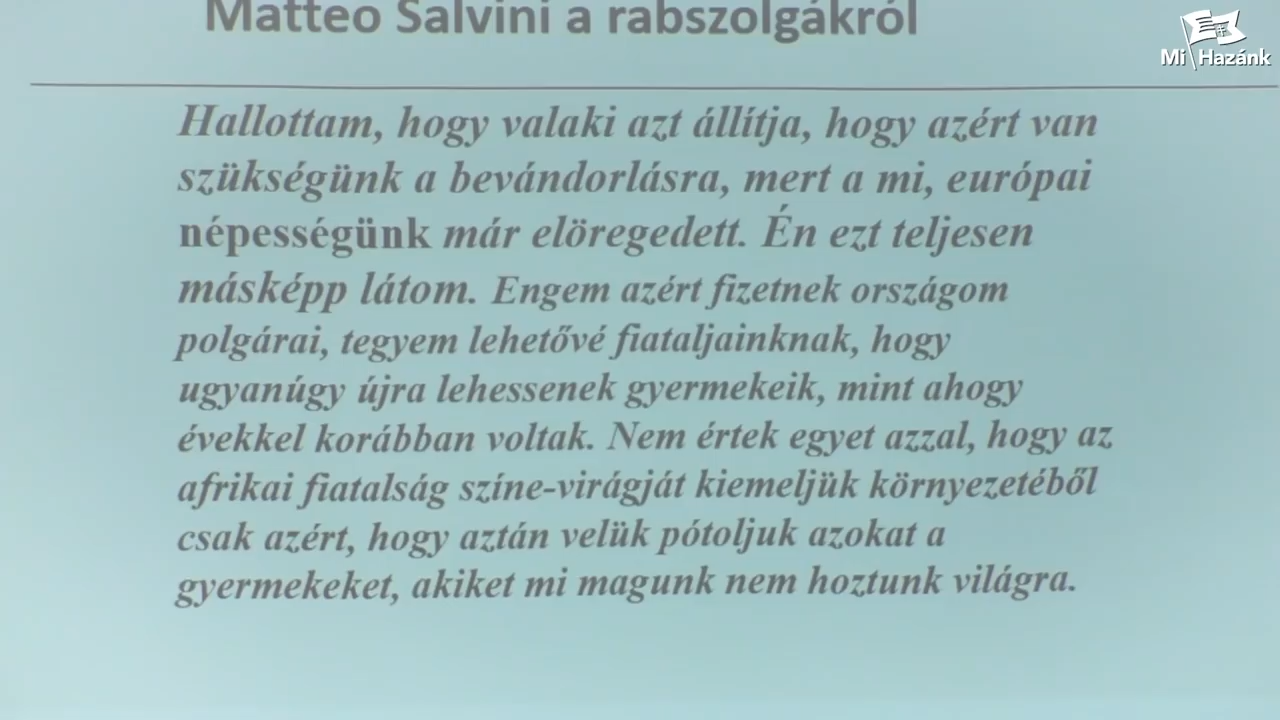 Matteo Salvini a rabszolgákról
Mi Hazánk
Hallottam, hogy valaki azt állítja, hogy azért van
szükségünk a bevándorlásra, mert a mi, európai
népességünk már elöregedett. Én ezt teljesen
másképp látom. Engem azért fizetnek országom
polgárai, tegyem lehetővé fiataljainknak, hogy
ugyanúgy újra lehessenek gyermekeik, mint ahogy
évekkel korábban voltak. Nem értek egyet azzal, hogy az
afrikai fiatalság színe-virágját kiemeljük környezetéből
csak azért, hogy aztán velük pótoljuk azokat a
gyermekeket, akiket mi magunk nem hoztunk világra.